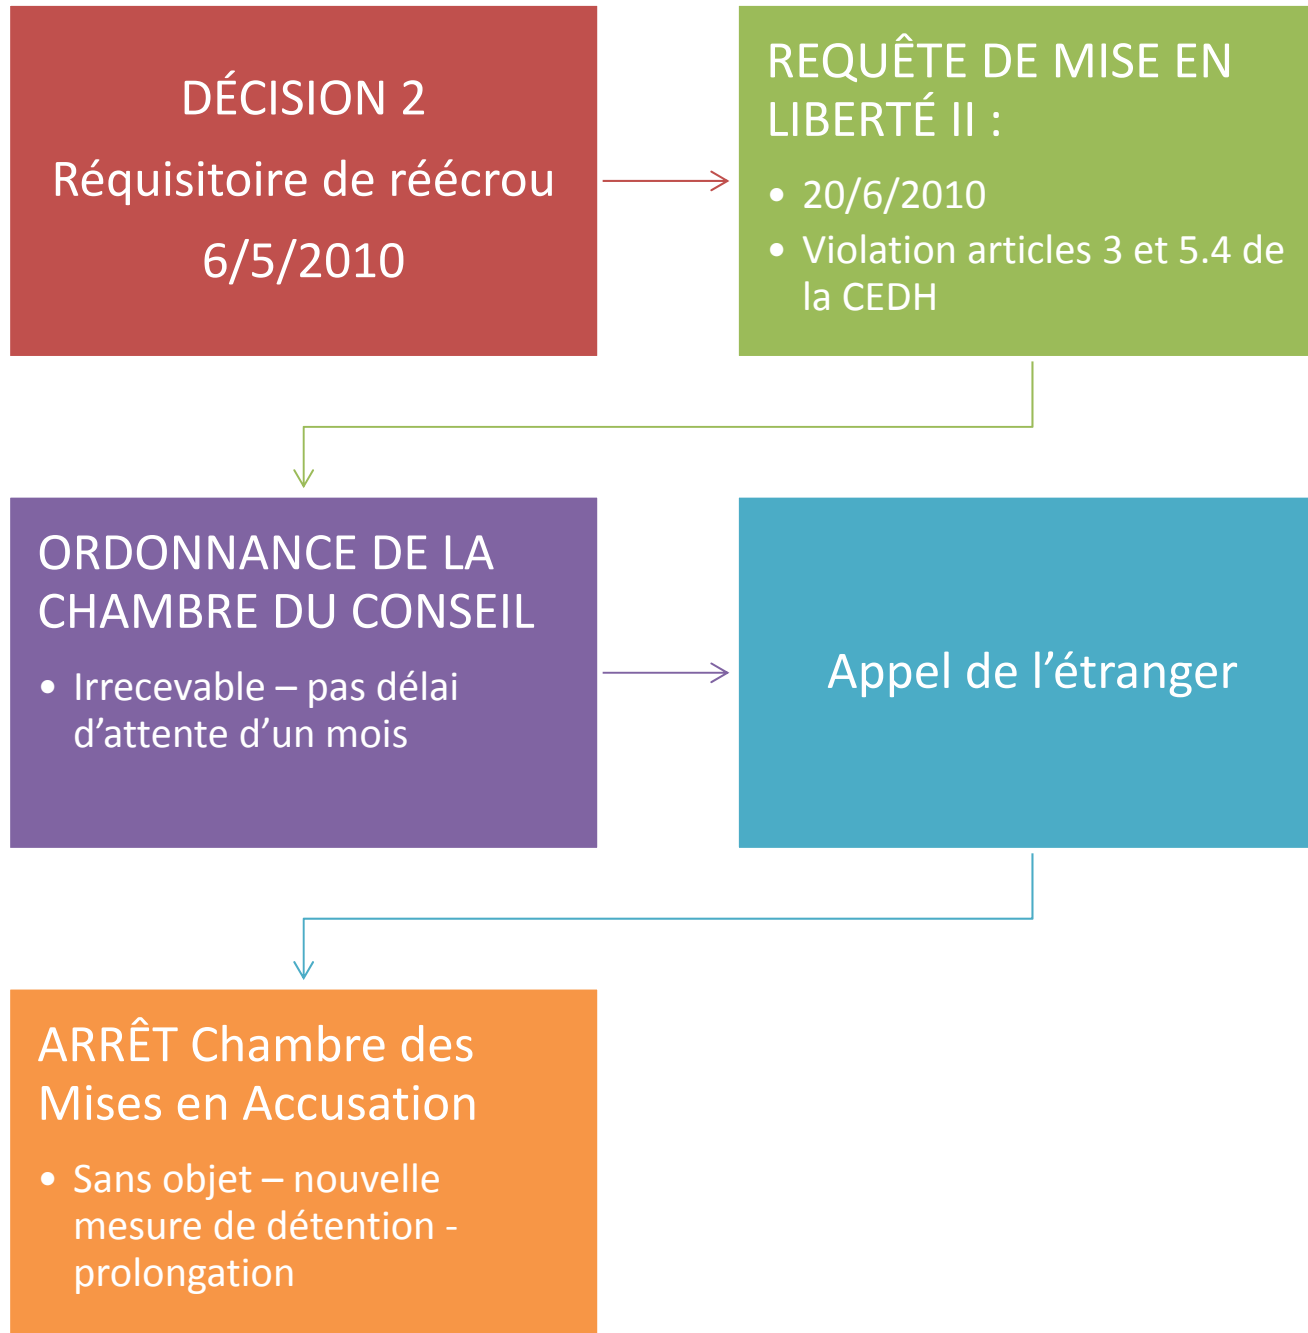 DÉCISION 2
Réquisitoire de réécrou
6/5/2010
REQUÊTE DE MISE EN
LIBERTÉ II :
• 20/6/2010
• Violation articles 3 et 5.4 de
la CEDH
ORDONNANCE DE LA
CHAMBRE DU CONSEIL
• Irrecevable – pas délai
d’attente d’un mois
Appel de l’étranger
ARRÊT Chambre des
Mises en Accusation
• Sans objet – nouvelle
mesure de détention -
prolongation